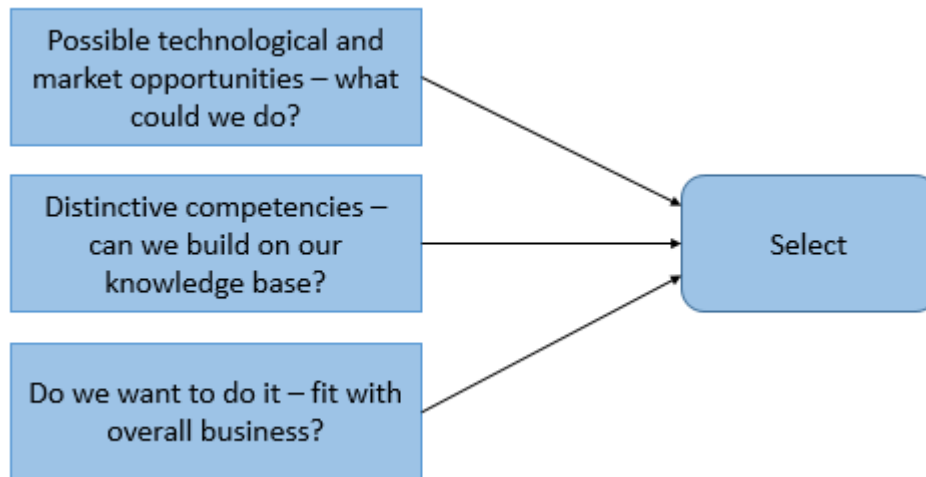 Possible technological and
market opportunities – what
could we do?
Distinctive competencies –
can we build on our
knowledge base?
Do we want to do it – fit with
overall business?
Select